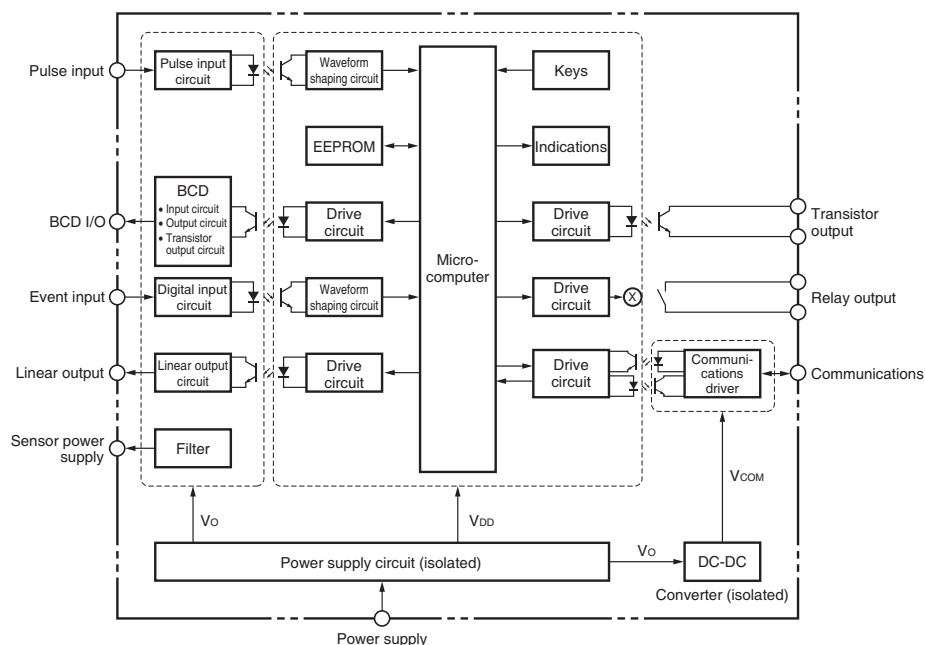 Pulse input
Pulse input
circuit
Waveform
shaping circuit
Keys
EEPROM
Indications
BCD I/O
BCD
• Input circuit
• Output circuit
• Transistor
output circuit
Drive
circuit
Micro-
computer
Drive
circuit
Transistor
output
Event input
Digital input
circuit
Waveform
shaping circuit
Drive
circuit
X
Relay output
Linear output
Linear output
circuit
Drive
circuit
Drive
circuit
Communi-
cations
driver
Communications
Sensor power
supply
Filter
VO
VDD
VCOM
Power supply circuit (isolated)
VO
DC-DC
Converter (isolated)
Power supply